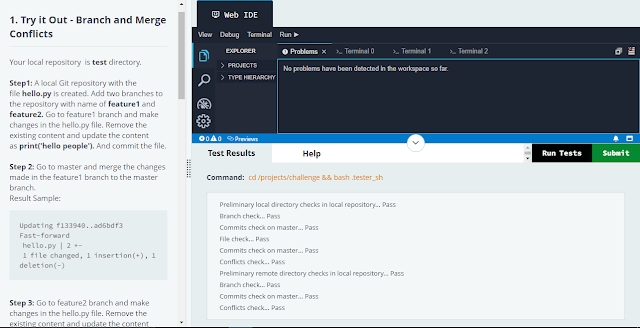 1. Try it Out - Branch and Merge
Conflicts
Your local repository is test directory.
Step1: A local Git repository with the
file hello.py is created. Add two branches to
the repository with name of feature1 and
feature2. Go to feature1 branch and make
changes in the hello.py file. Remove the
existing content and update the content
as print('hello people'). And commit the file.
Step 2: Go to master and merge the changes
made in the feature1 branch to the master
branch.
Result Sample:
Updating f133940..ad6bdf3
Fast-forward
hello.py | 2 +-
1 file changed, 1 insertion(+), 1
deletion(-)
Step 3: Go to feature2 branch and make
changes in the hello.py file. Remove the
existing content and update the content
Web IDE
View Debug Terminal Run
EXPLORER
PROJECTS
TYPE HIERARCHY
Problems × Terminal 0 Terminal 1 Terminal 2
No problems have been detected in the workspace so far.
0 0 Previews
Test Results Help Run Tests Submit
Command: cd /projects/challenge && bash .tester_sh
Preliminary local directory checks in local repository... Pass
Branch check... Pass
Commits check on master... Pass
File check... Pass
Commits check on master... Pass
Conflicts check... Pass
Preliminary remote directory checks in local repository... Pass
Branch check... Pass
Commits check on master... Pass
Conflicts check... Pass